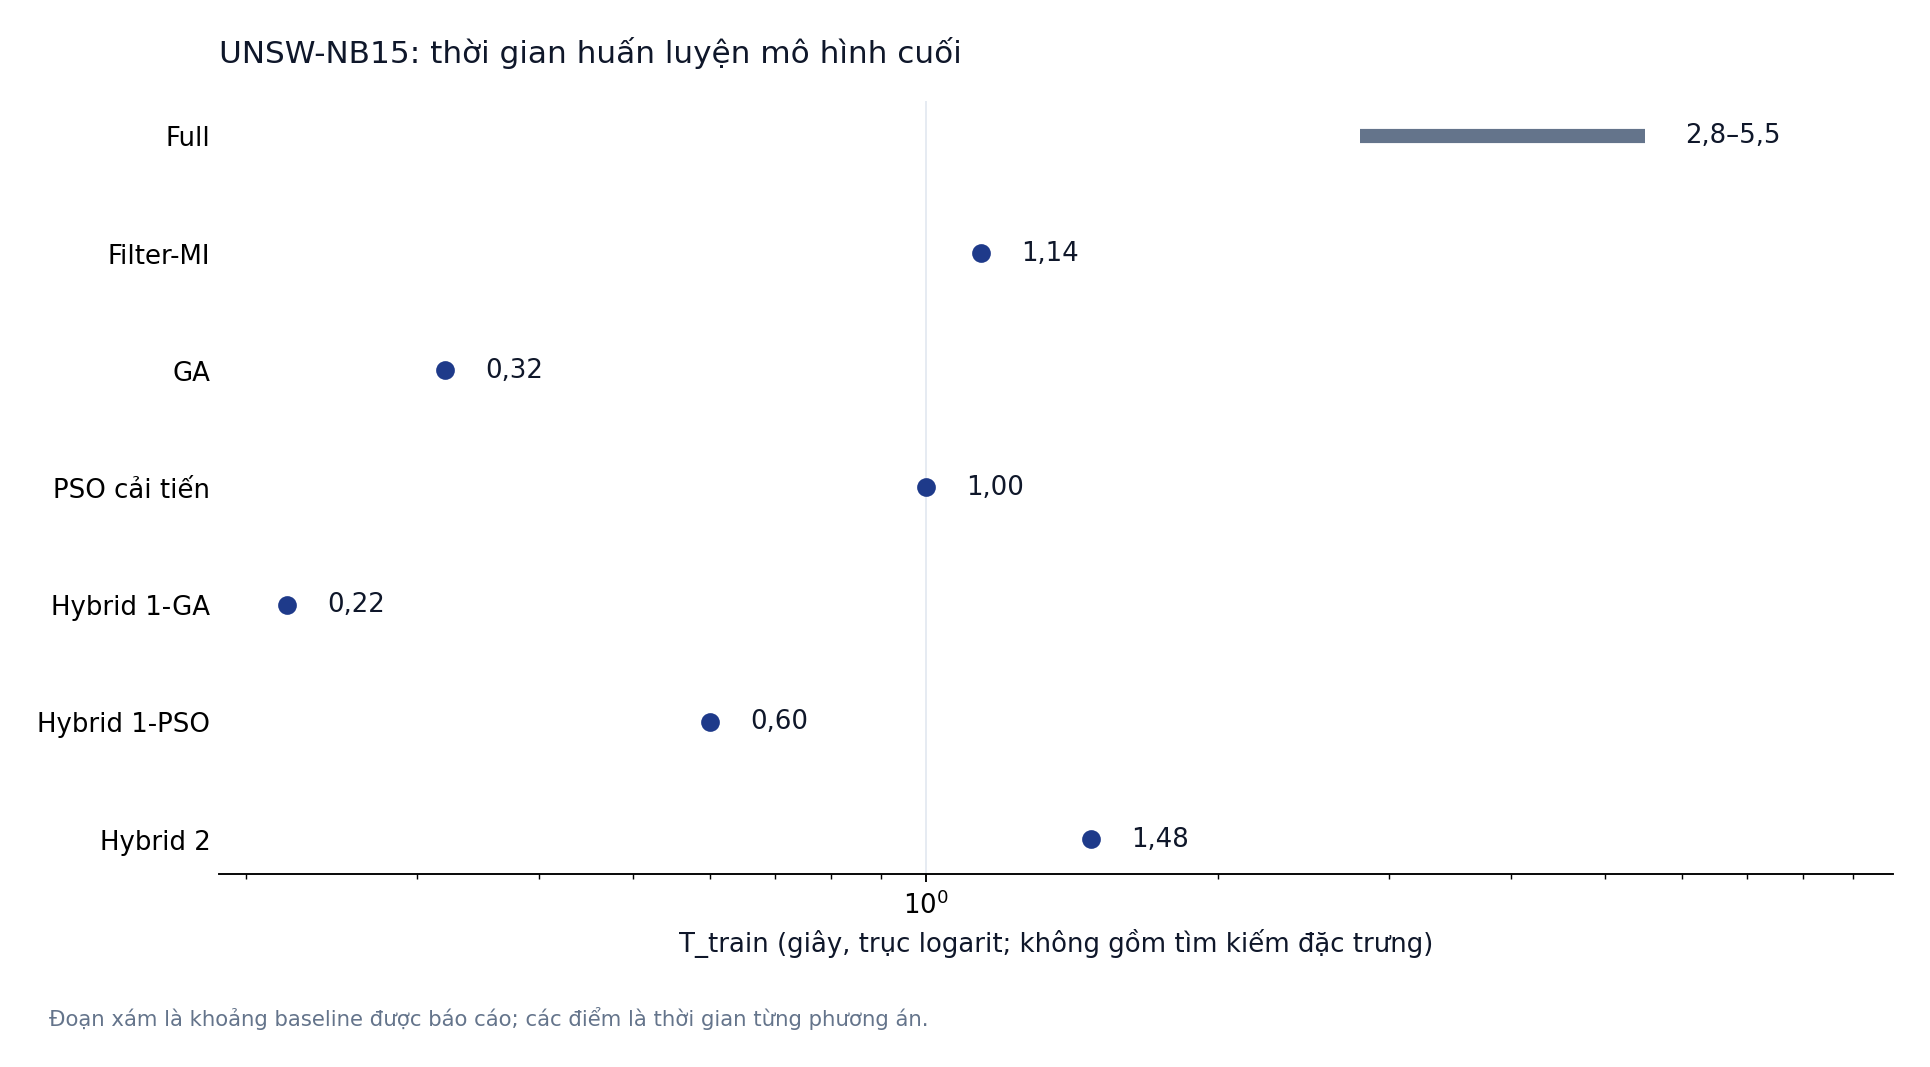 UNSW-NB15: thời gian huấn luyện mô hình cuối
Full
2,8–5,5
Filter-MI
1,14
GA
0,32
PSO cải tiến
1,00
Hybrid 1-GA
0,22
Hybrid 1-PSO
0,60
Hybrid 2
1,48
10⁰
T_train (giây, trục logarit; không gồm tìm kiếm đặc trưng)
Đoạn xám là khoảng baseline được báo cáo; các điểm là thời gian từng phương án.